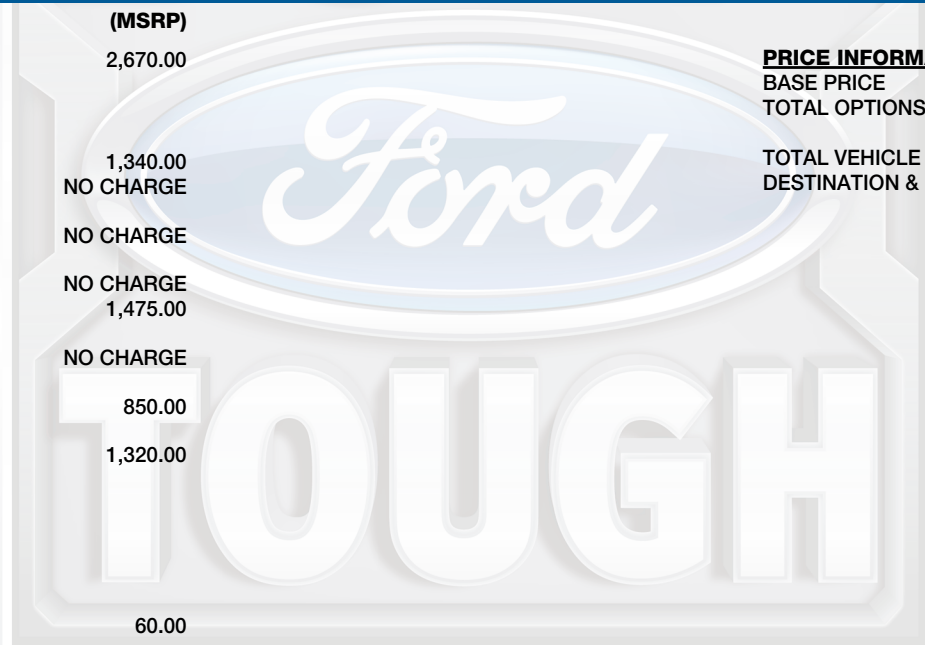 (MSRP)
2,670.00
1,340.00
NO CHARGE
NO CHARGE
NO CHARGE
1,475.00
NO CHARGE
850.00
1,320.00
60.00
PRICE INFORM
BASE PRICE
TOTAL OPTIONS
TOTAL VEHICLE
DESTINATION &
Ford
TOUGH